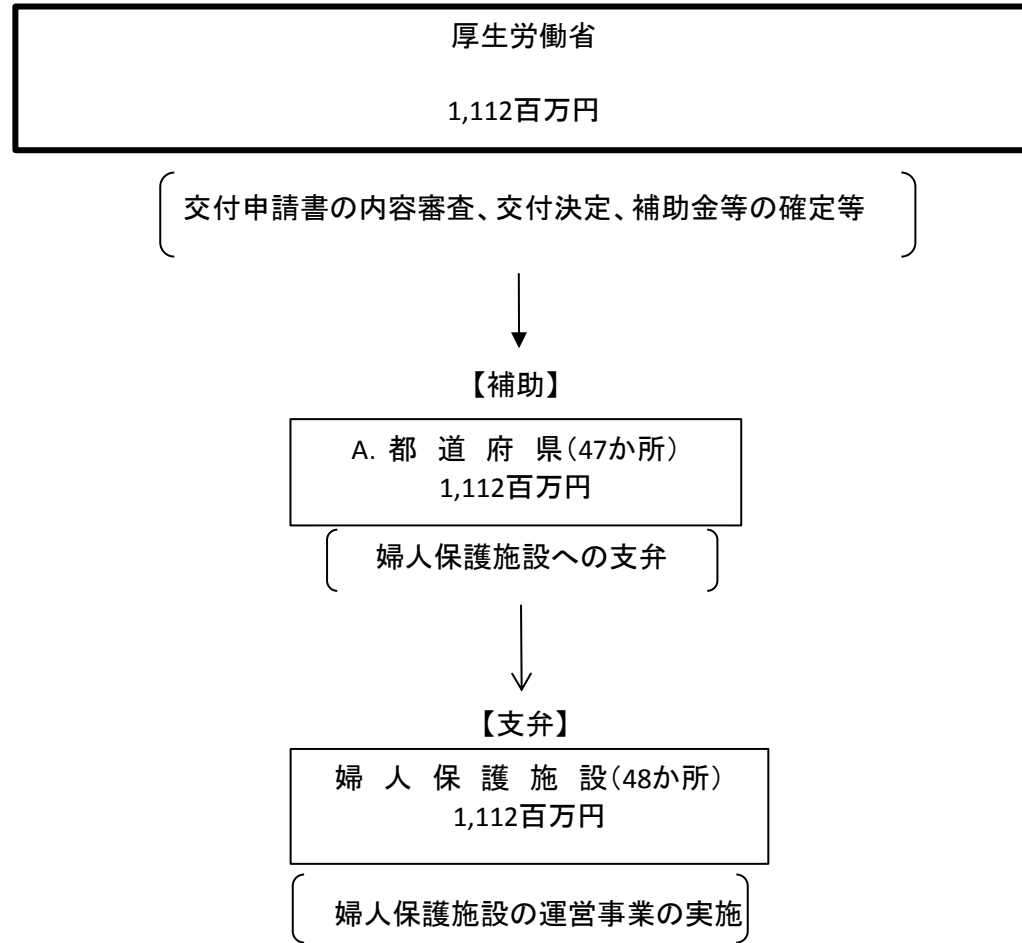 厚生労働省
1,112百万円
交付申請書の内容審査、交付決定、補助金等の確定等
【補助】
A. 都 道 府 県(47か所)
1,112百万円
婦人保護施設への支弁
【支弁】
婦 人 保 護 施 設(48か所)
1,112百万円
婦人保護施設の運営事業の実施